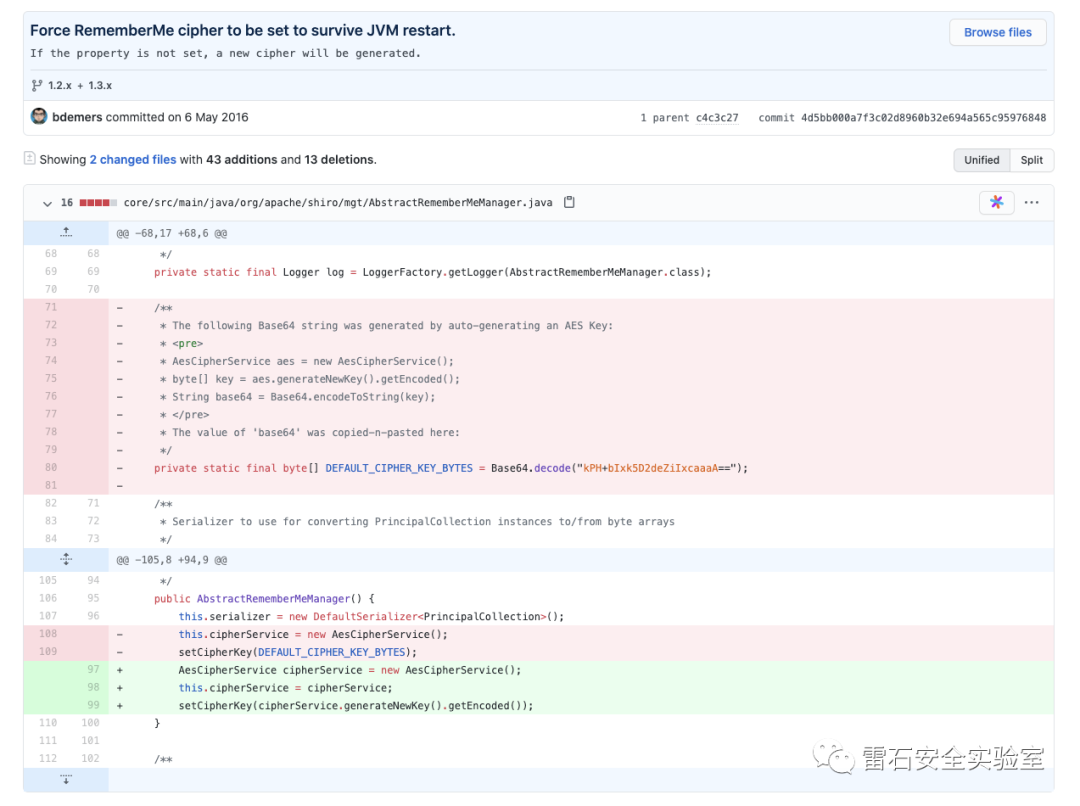 Force RememberMe cipher to be set to survive JVM restart.
Browse files
If the property is not set, a new cipher will be generated.
1.2.x + 1.3.x
bdemers committed on 6 May 2016
1 parent c4c3c27 commit 4d5bb000a7f3c02d8960b32e694a565c95976848
Showing 2 changed files with 43 additions and 13 deletions.
Unified Split
16 core/src/main/java/org/apache/shiro/mgt/AbstractRememberMeManager.java
@@ -68,17 +68,6 @@
68 68 */
69 69 private static final Logger log = LoggerFactory.getLogger(AbstractRememberMeManager.class);
70 70
71 - /**
72 - * The following Base64 string was generated by auto-generating an AES Key:
73 - * <pre>
74 - * AesCipherService aes = new AesCipherService();
75 - * byte[] key = aes.generateNewKey().getEncoded();
76 - * String base64 = Base64.encodeToString(key);
77 - * </pre>
78 - * The value of 'base64' was copied-n-pasted here:
79 - */
80 - private static final byte[] DEFAULT_CIPHER_KEY_BYTES = Base64.decode("kPH+bIxk5D2deZiIxcaaaA==");
81 -
82 71 /**
83 72 * Serializer to use for converting PrincipalCollection instances to/from byte arrays
84 73 */
@@ -105,8 +94,9 @@
105 94 */
106 95 public AbstractRememberMeManager() {
107 96 this.serializer = new DefaultSerializer<PrincipalCollection>();
108 - this.cipherService = new AesCipherService();
109 - setCipherKey(DEFAULT_CIPHER_KEY_BYTES);
97 + AesCipherService cipherService = new AesCipherService();
98 + this.cipherService = cipherService;
99 + setCipherKey(cipherService.generateNewKey().getEncoded());
110 100 }
111 101
112 102 /**
雷石安全实验室